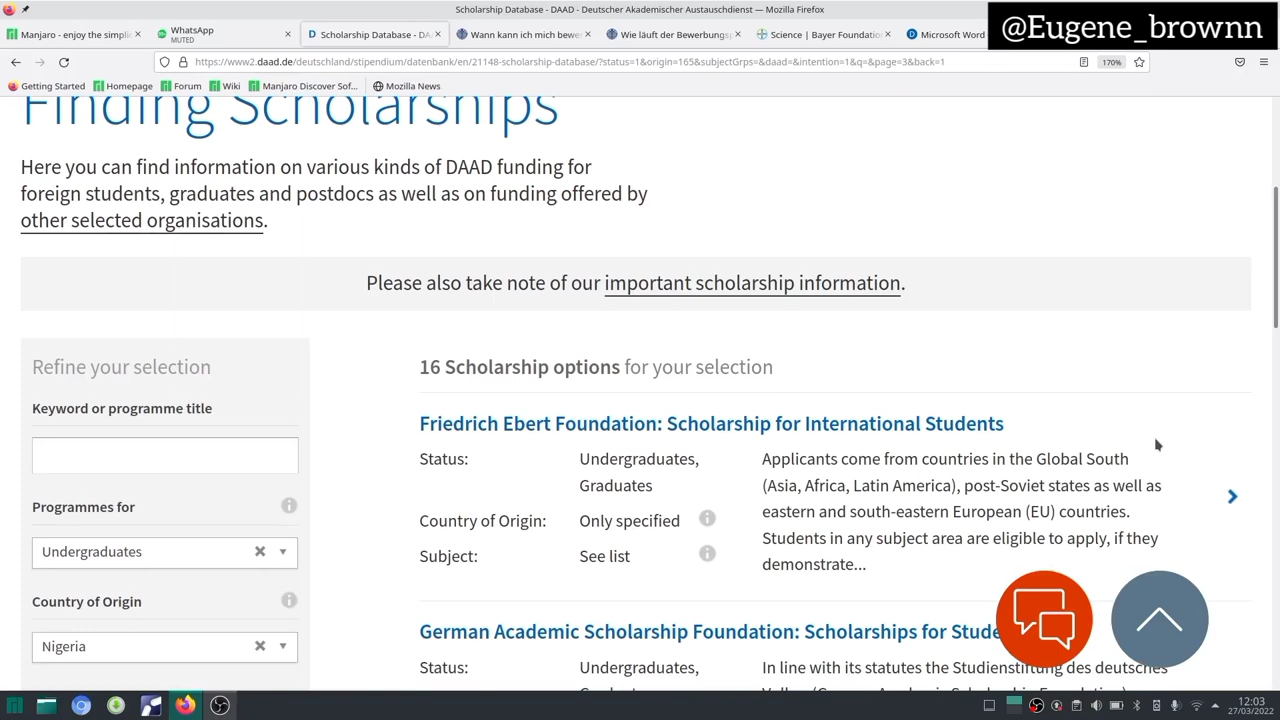 Scholarship Database - DAAD - Deutscher Akademischer Austauschdienst — Mozilla Firefox
@Eugene_brownn
Manjaro - enjoy the simpli
WhatsApp
MUTED
Scholarship Database - DA
Wann kann ich mich bewer
Wie läuft der Bewerbungsp
Science | Bayer Foundatio
Microsoft Word
https://www2.daad.de/deutschland/stipendium/datenbank/en/21148-scholarship-database/?status=1&origin=165&subjectGrps=&daad=&intention=1&q=&page=3&back=1
170%
Getting Started
Homepage
Forum
Wiki
Manjaro Discover Sof...
Mozilla News
Finding Scholarships
Here you can find information on various kinds of DAAD funding for
foreign students, graduates and postdocs as well as on funding offered by
other selected organisations.
Please also take note of our important scholarship information.
Refine your selection
Keyword or programme title
Programmes for
Undergraduates
Country of Origin
Nigeria
16 Scholarship options for your selection
Friedrich Ebert Foundation: Scholarship for International Students
Status:
Undergraduates,
Graduates
Country of Origin:
Only specified
Subject:
See list
Applicants come from countries in the Global South
(Asia, Africa, Latin America), post-Soviet states as well as
eastern and south-eastern European (EU) countries.
Students in any subject area are eligible to apply, if they
demonstrate...
German Academic Scholarship Foundation: Scholarships for Stude
Status:
Undergraduates,
In line with its statutes the Studienstiftung des deutschen
12:03
27/03/2022